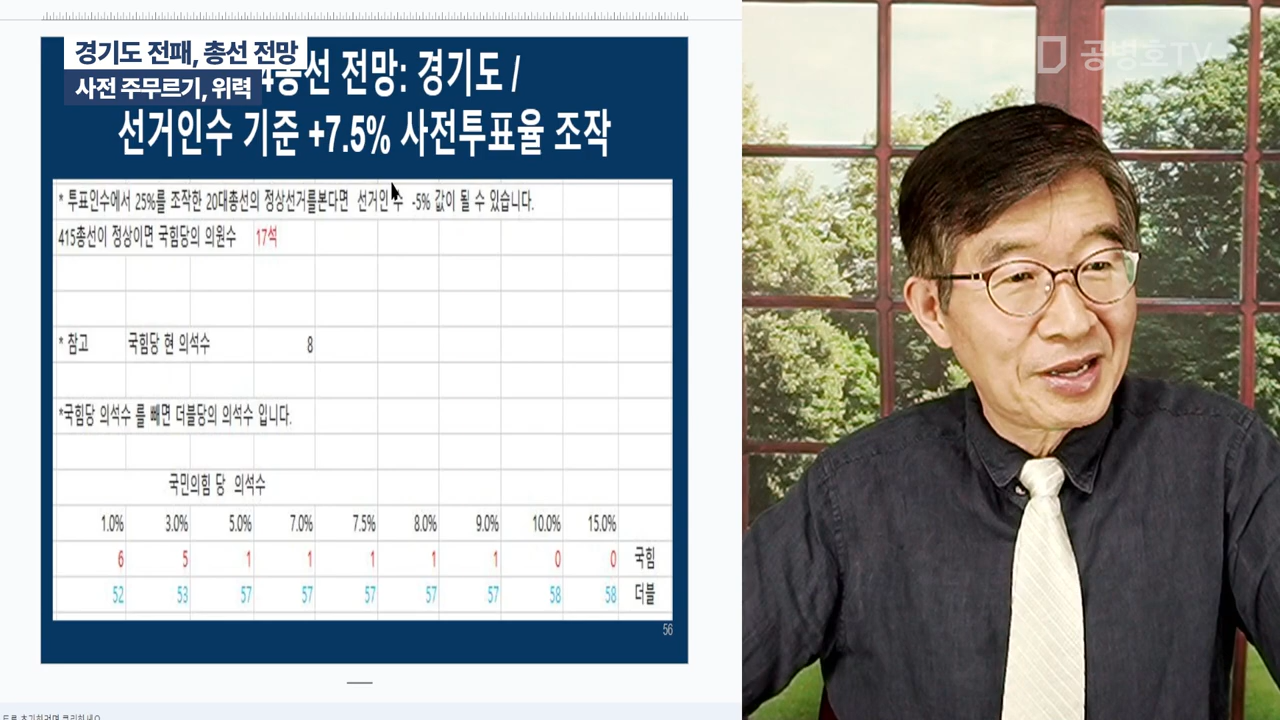 경기도 전패, 총선 전망
사전 주무르기, 위력
4총선 전망: 경기도 /
선거인수 기준 +7.5% 사전투표율 조작
* 투표인수에서 25%를 조작한 20대총선의 정상선거를본다면 선거인수 -5% 값이 될 수 있습니다.
415총선이 정상이면 국힘당의 의원수 17석
* 참고 국힘당 현 의석수 8
*국힘당 의석수 를 빼면 더블당의 의석수 입니다.
국민의힘 당 의석수
1.0% 3.0% 5.0% 7.0% 7.5% 8.0% 9.0% 10.0% 15.0%
6 5 1 1 1 1 1 0 0 국힘
52 53 57 57 57 57 57 58 58 더블
56
공병호TV